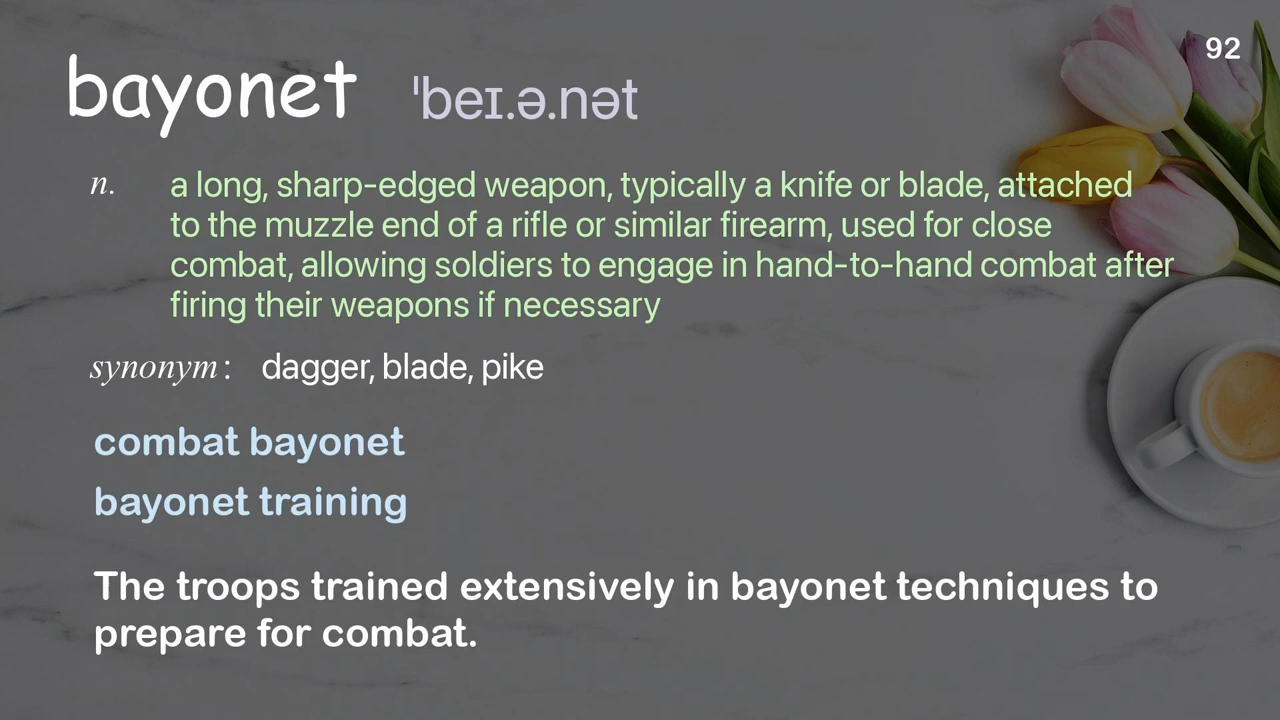 92
bayonet ˈbeɪ.ə.nət
n. a long, sharp-edged weapon, typically a knife or blade, attached
to the muzzle end of a rifle or similar firearm, used for close
combat, allowing soldiers to engage in hand-to-hand combat after
firing their weapons if necessary
synonym: dagger, blade, pike
combat bayonet
bayonet training
The troops trained extensively in bayonet techniques to
prepare for combat.